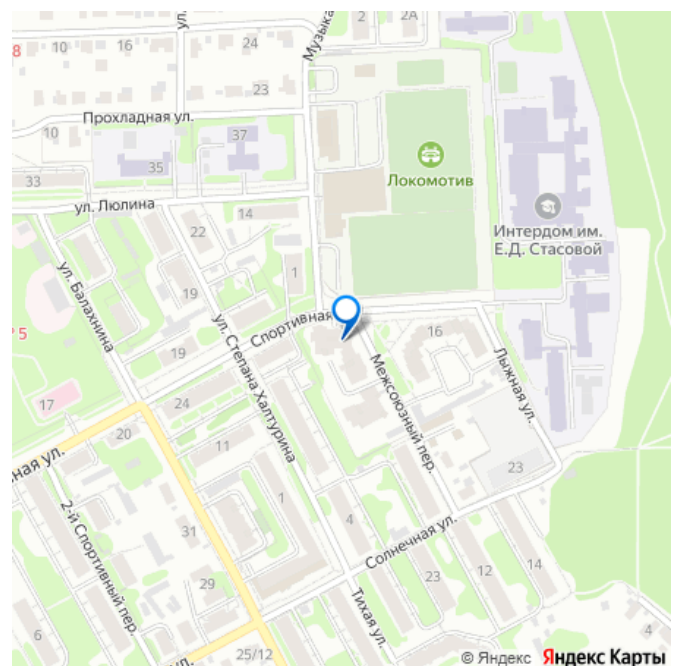 2
2А
ул.
Музыка
8
10
16
24
23
Прохладная ул.
10
37
35
33
Локомотив
ул. Люлина
Интердом им.
Е.Д. Стасовой
14
22
1
19
ул. Балахнина
ул. Степана Халтурина
Спортивная
16
Р 5
19
Межсоюзный пер.
Лыжная ул.
17
24
20
11
ная ул.
23
1
2-й Спортивный пер.
31
4
Солнечная ул.
29
23
12
14
Тихая ул.
6
4
25/12
ул.
© Яндекс Яндекс Карты